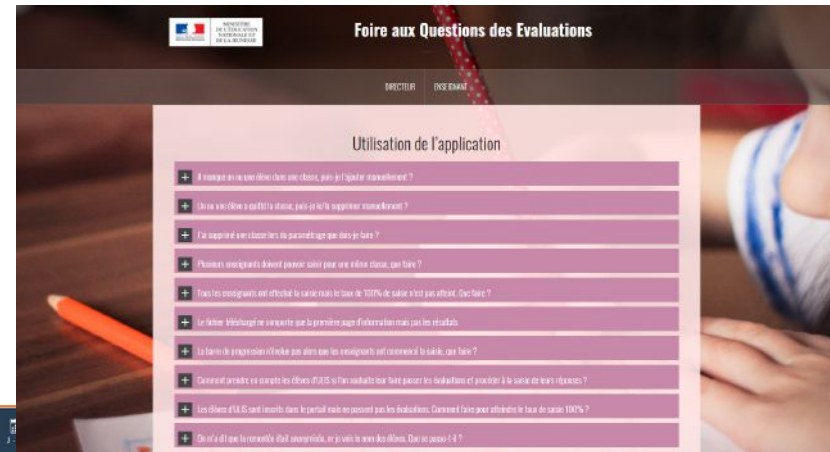 MINISTÈRE
DE L'ÉDUCATION
NATIONALE ET
DE LA JEUNESSE
Foire aux Questions des Evaluations
DIRECTEUR
ENSEIGNANT
Utilisation de l'application
Il manque un ou une élève dans une classe, puis-je l'ajouter manuellement ?
Un ou une élève a quitté la classe, puis-je le/la supprimer manuellement ?
J'ai supprimé une classe lors du paramétrage que dois-je faire ?
Plusieurs enseignants doivent pouvoir saisir pour une même classe, que faire ?
Tous les enseignants ont effectué la saisie mais le taux de 100% de saisie n'est pas atteint. Que faire ?
Le fichier téléchargé ne comporte que la première page d'information mais pas les résultats
La barre de progression n'évolue pas alors que les enseignants ont commencé la saisie, que faire ?
Comment prendre en compte les élèves d'ULIS si l'on souhaite leur faire passer les évaluations et procéder à la saisie de leurs réponses ?
Les élèves d'ULIS sont inscrits dans le portail mais ne passent pas les évaluations. Comment faire pour atteindre le taux de saisie 100% ?
On m'a dit que la remontée était anonymisée, or je vois le nom des élèves. Que se passe-t-il ?